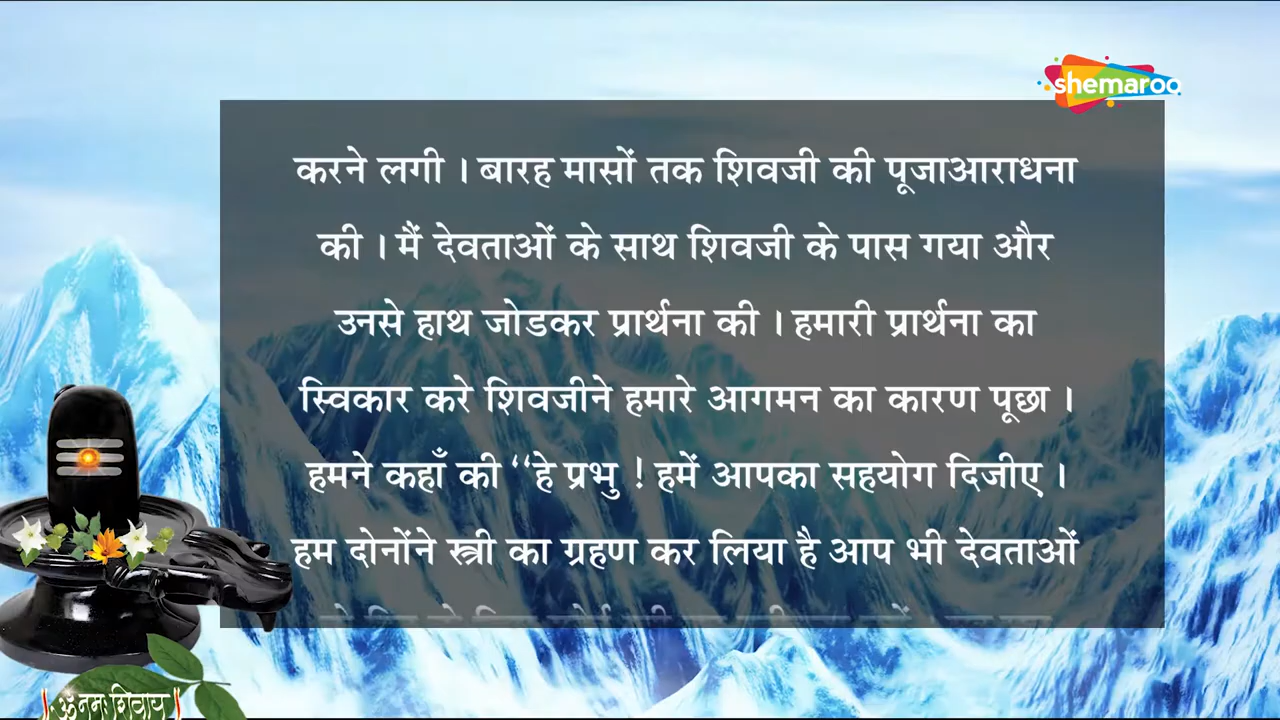 shemaroo
करने लगी । बारह मासों तक शिवजी की पूजाआराधना
की । मैं देवताओं के साथ शिवजी के पास गया और
उनसे हाथ जोडकर प्रार्थना की । हमारी प्रार्थना का
स्विकार करे शिवजीने हमारे आगमन का कारण पूछा ।
हमने कहाँ की “हे प्रभु ! हमें आपका सहयोग दिजीए ।
हम दोनोंने स्त्री का ग्रहण कर लिया है आप भी देवताओं
ॐ नमः शिवाय